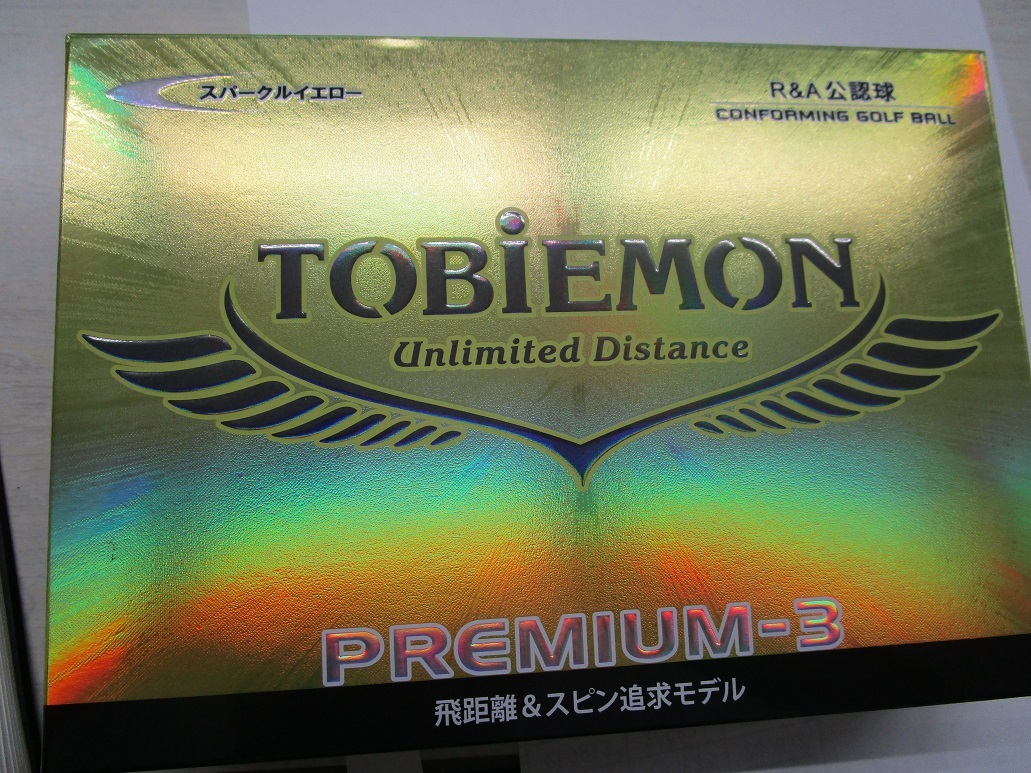 スパークルイエロー
R&A公認球
CONFORMING GOLF BALL
TOBiEMON
Unlimited Distance
PREMIUM-3
飛距離&スピン追求モデル